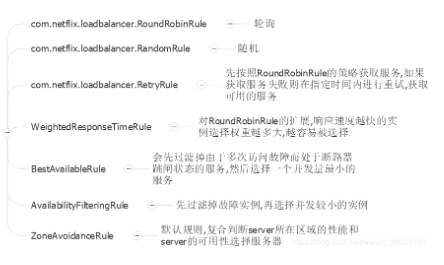 com.netflix.loadbalancer.RoundRobinRule 轮询
com.netflix.loadbalancer.RandomRule 随机
com.netflix.loadbalancer.RetryRule
先按照RoundRobinRule的策略获取服务,如果
获取服务失败则在指定时间内进行重试,获取
可用的服务
WeightedResponseTimeRule
对RoundRobinRule的扩展,响应速度越快的实
例选择权重越多大,越容易被选择
BestAvailableRule
会先过滤掉由于多次访问故障而处于断路器
跳闸状态的服务,然后选择一个并发量最小的
服务
AvailabilityFilteringRule 先过滤掉故障实例,再选择并发较小的实例
ZoneAvoidanceRule
默认规则,复合判断server所在区域的性能和
server的可用性选择服务器